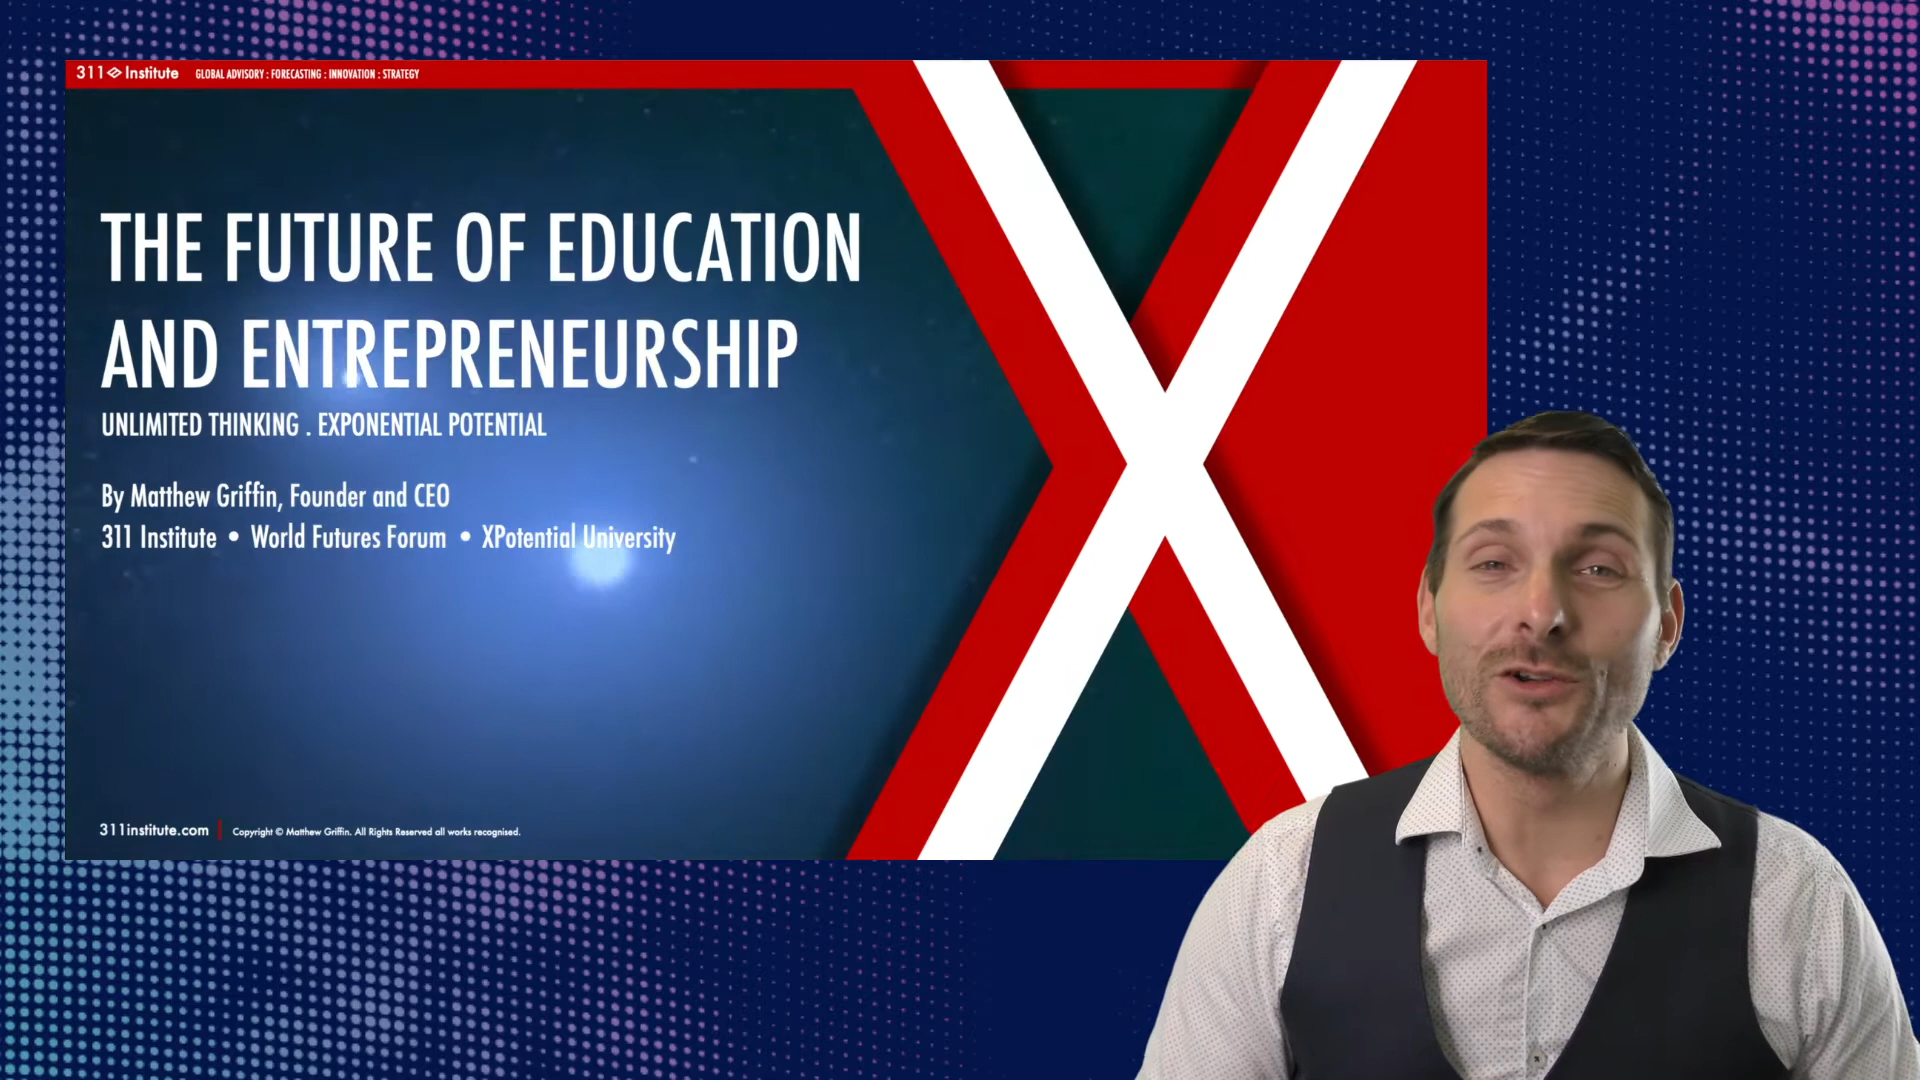 311 Institute GLOBAL ADVISORY : FORECASTING : INNOVATION : STRATEGY
THE FUTURE OF EDUCATION
AND ENTREPRENEURSHIP
UNLIMITED THINKING . EXPONENTIAL POTENTIAL
By Matthew Griffin, Founder and CEO
311 Institute • World Futures Forum • XPotential University
311institute.com Copyright © Matthew Griffin. All Rights Reserved all works recognised.